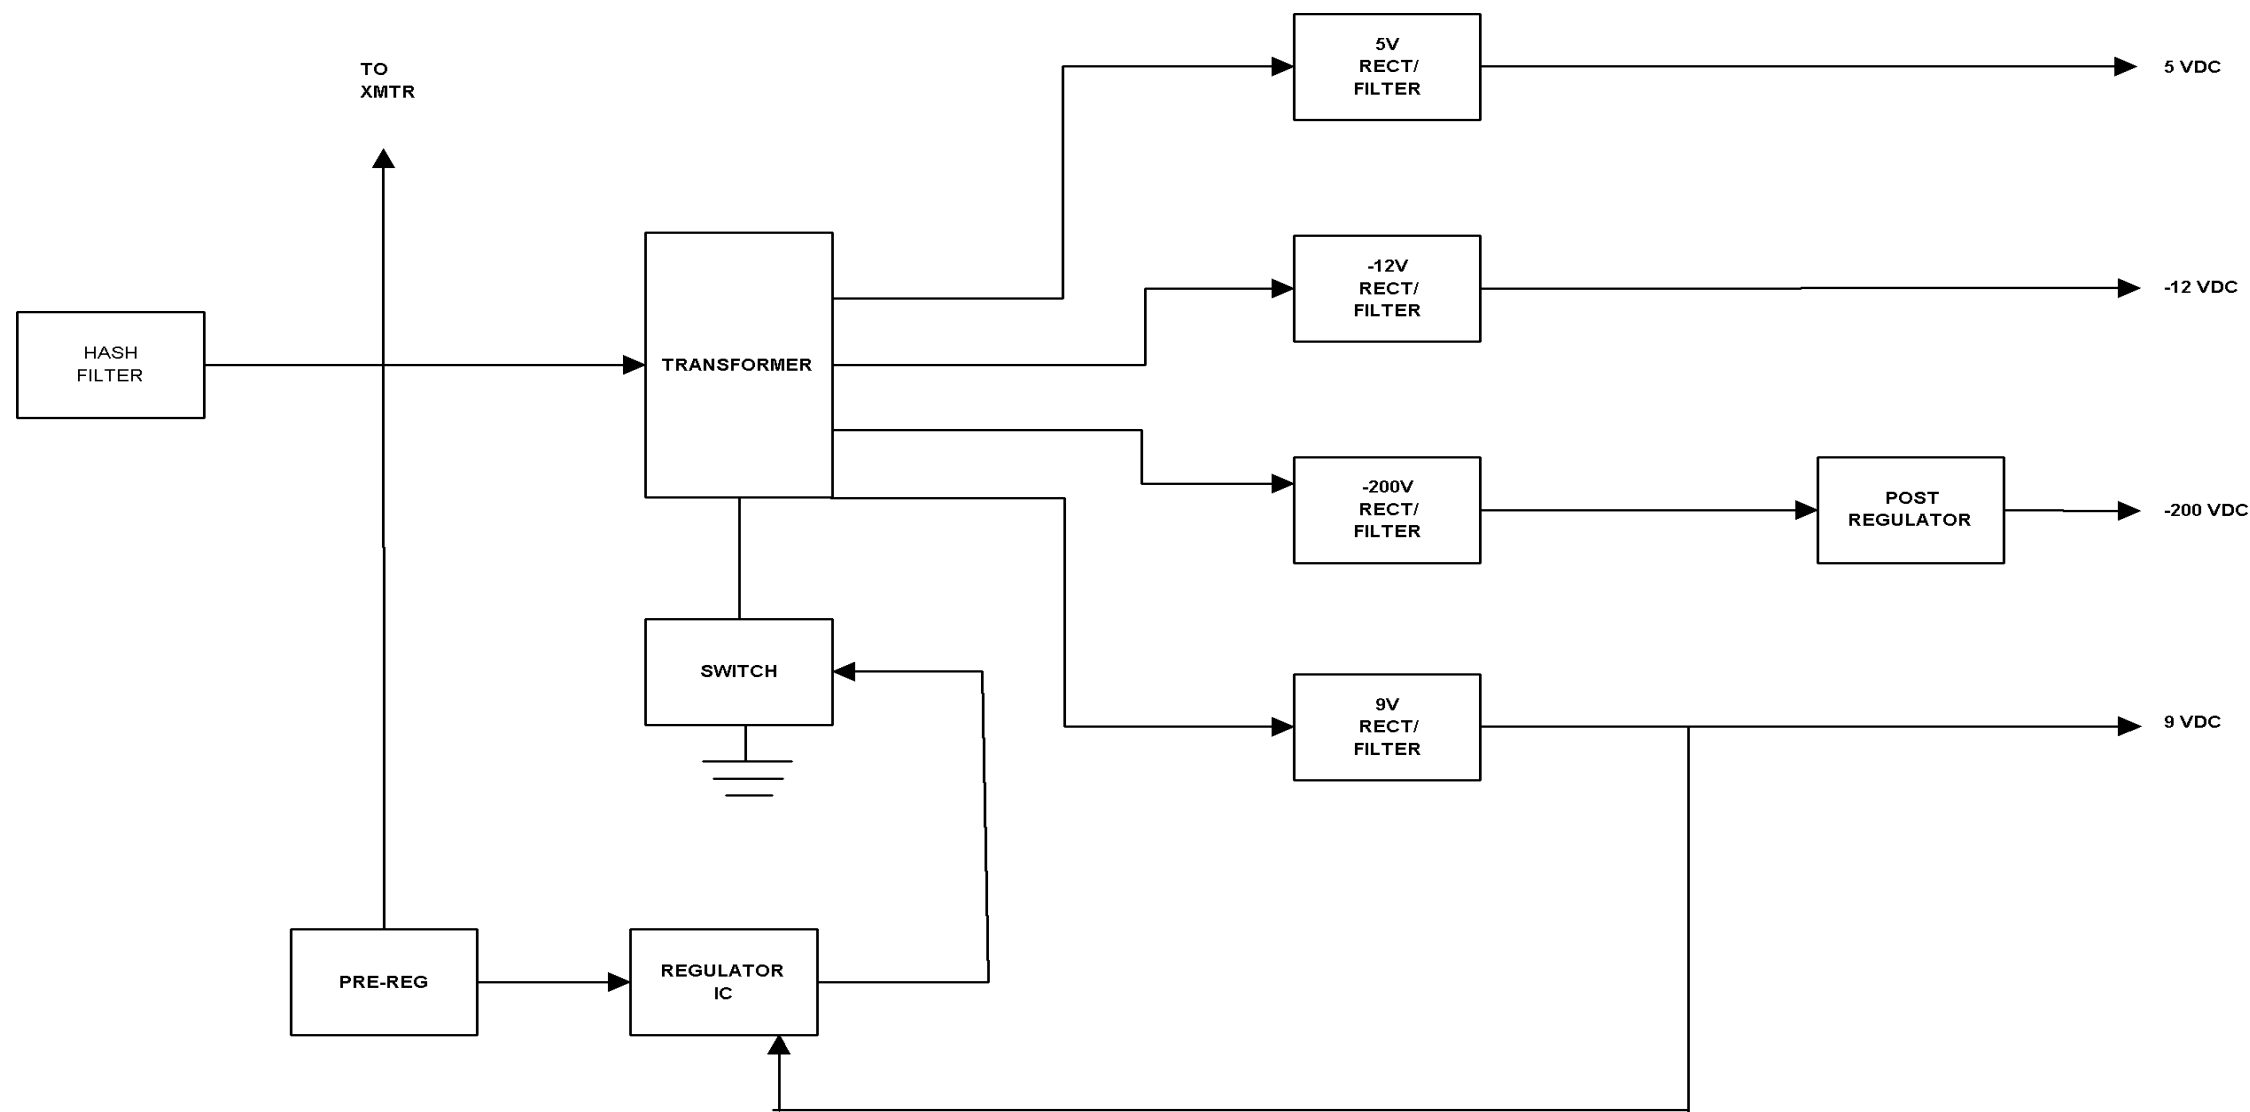 5V
RECT/
FILTER
5 VDC
TO
XMTR
-12V
RECT/
FILTER
-12 VDC
HASH
FILTER
TRANSFORMER
-200V
RECT/
FILTER
POST
REGULATOR
-200 VDC
SWITCH
9V
RECT/
FILTER
9 VDC
PRE-REG
REGULATOR
IC